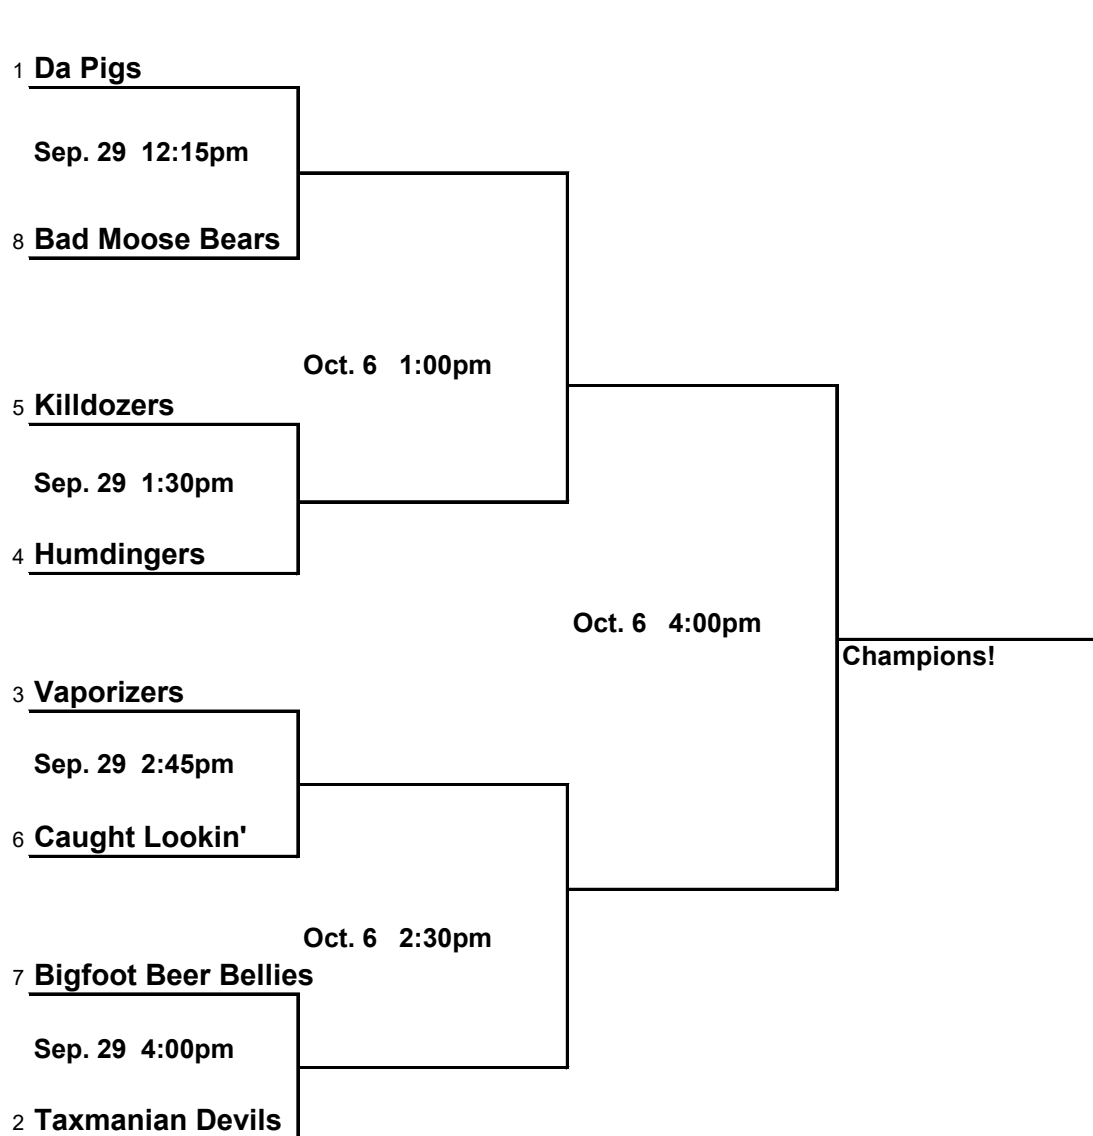 1 Da Pigs
Sep. 29 12:15pm
8 Bad Moose Bears
Oct. 6 1:00pm
5 Killdozers
Sep. 29 1:30pm
4 Humdingers
Oct. 6 4:00pm
Champions!
3 Vaporizers
Sep. 29 2:45pm
6 Caught Lookin'
Oct. 6 2:30pm
7 Bigfoot Beer Bellies
Sep. 29 4:00pm
2 Taxmanian Devils